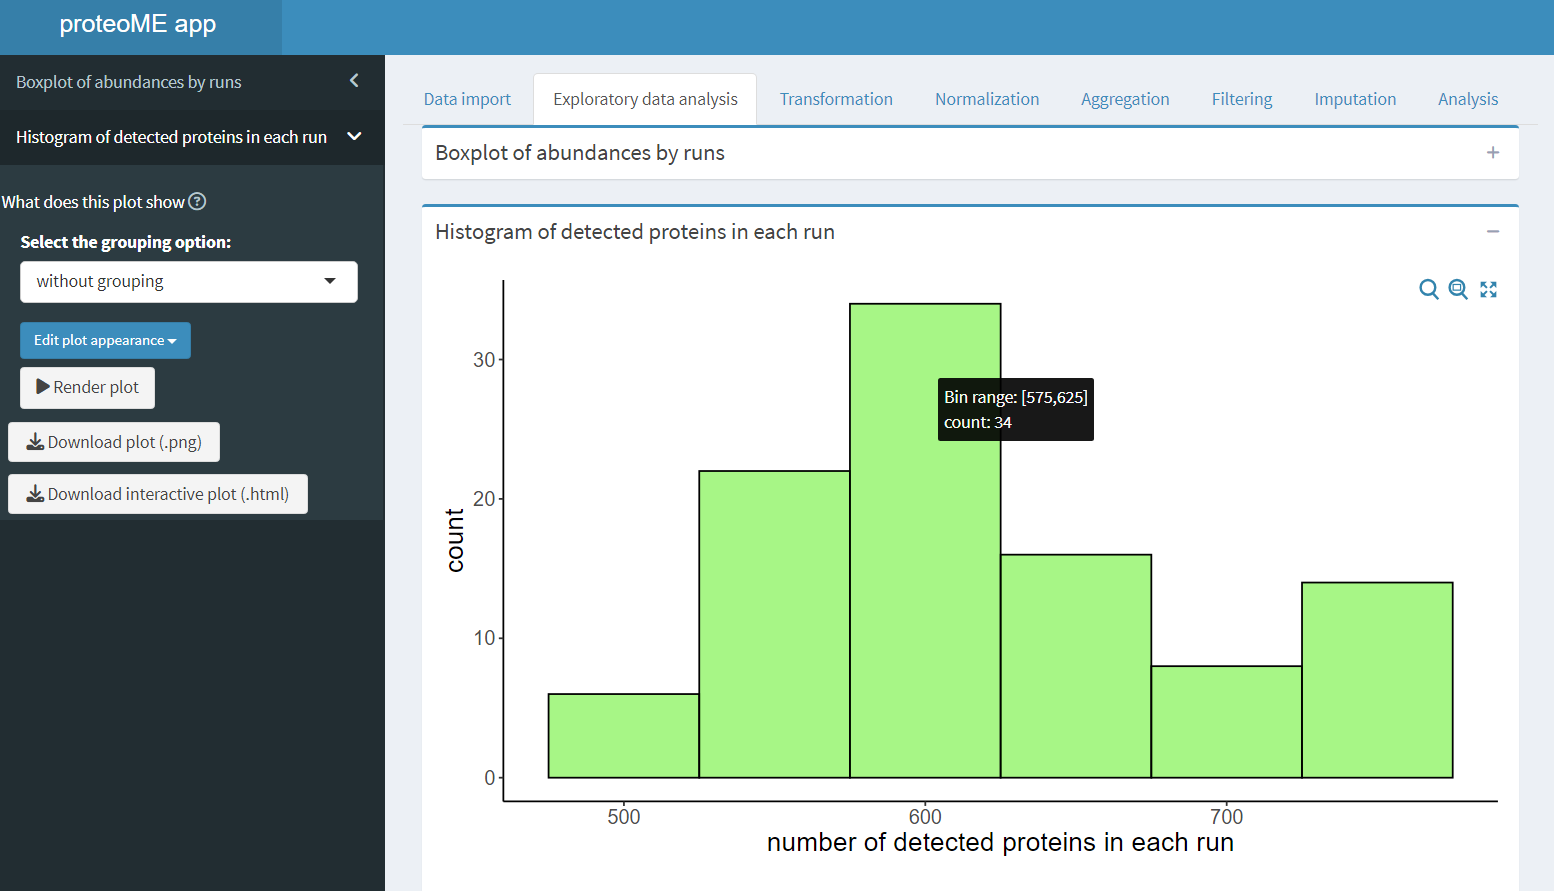 proteoME app
Boxplot of abundances by runs
Histogram of detected proteins in each run
What does this plot show ?
Select the grouping option:
without grouping
Edit plot appearance
Render plot
Download plot (.png)
Download interactive plot (.html)
Data import
Exploratory data analysis
Transformation
Normalization
Aggregation
Filtering
Imputation
Analysis
Boxplot of abundances by runs
Histogram of detected proteins in each run
30
20
10
0
count
Bin range: [575,625]
count: 34
500
600
700
number of detected proteins in each run